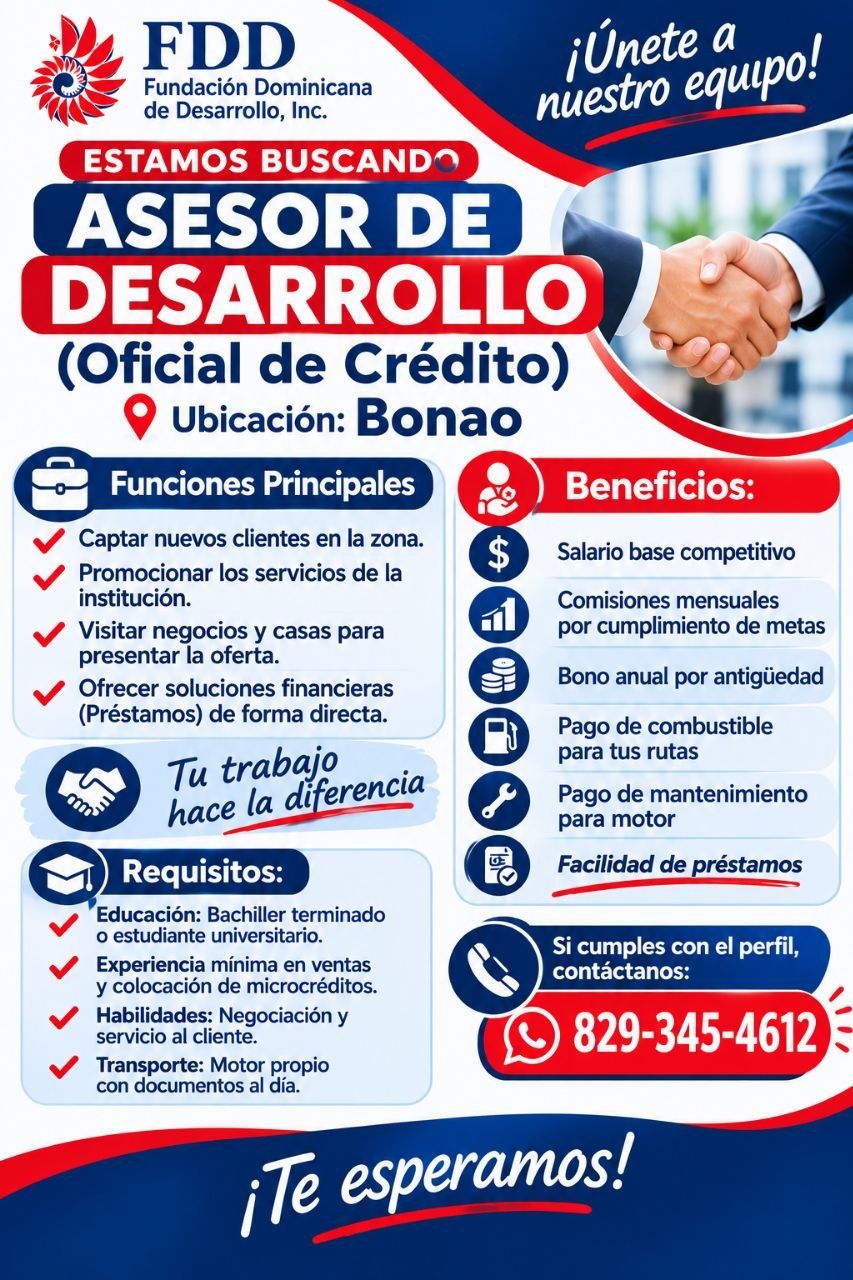 FDD
Fundación Dominicana
de Desarrollo, Inc.
¡Únete a
nuestro equipo!
ESTAMOS BUSCANDO
ASESOR DE
DESARROLLO
(Oficial de Crédito)
Ubicación: Bonao
Funciones Principales
Captar nuevos clientes en la zona.
Promocionar los servicios de la
institución.
Visitar negocios y casas para
presentar la oferta.
Ofrecer soluciones financieras
(Préstamos) de forma directa.
Tu trabajo
hace la diferencia
Requisitos:
Educación: Bachiller terminado
o estudiante universitario.
Experiencia mínima en ventas
y colocación de microcréditos.
Habilidades: Negociación y
servicio al cliente.
Transporte: Motor propio
con documentos al día.
Beneficios:
$
Salario base competitivo
Comisiones mensuales
por cumplimiento de metas
Bono anual por antigüedad
Pago de combustible
para tus rutas
Pago de mantenimiento
para motor
Facilidad de préstamos
Si cumples con el perfil,
contáctanos:
829-345-4612
¡Te esperamos!